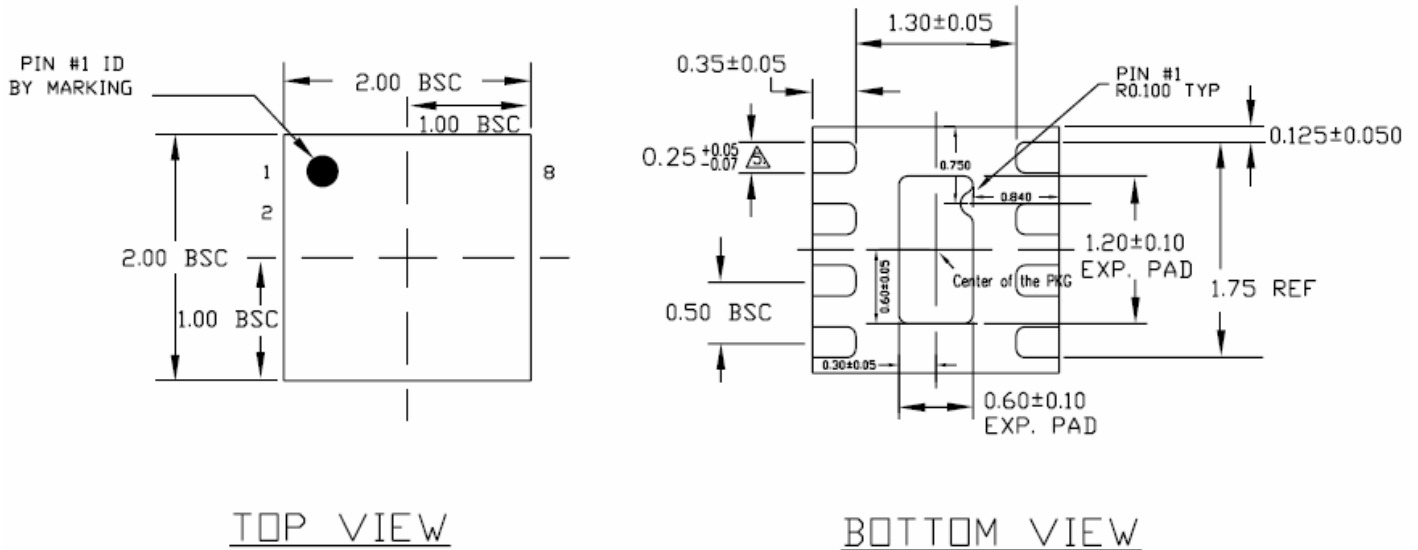 PIN #1 ID
BY MARKING
2.00 BSC
1.00 BSC
1
8
2
2.00 BSC
1.00 BSC
TOP VIEW
1.30±0.05
0.35±0.05
PIN #1
R0.100 TYP
0.125±0.050
0.25 +0.05
-0.07 5.
0.750
0.840
1.20±0.10
EXP. PAD
Center of the PKG
0.60±0.05
1.75 REF
0.50 BSC
0.30±0.05
0.60±0.10
EXP. PAD
BOTTOM VIEW